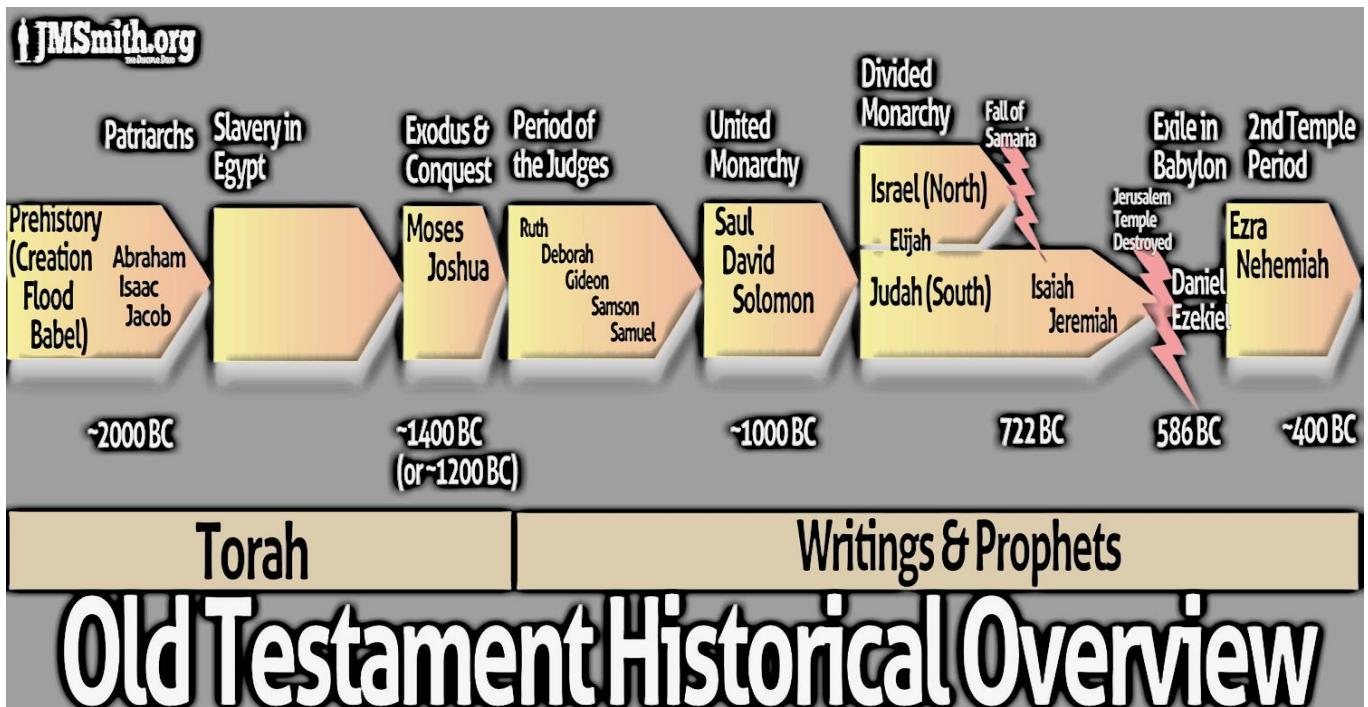 JMSmith.org
THE DISCIPLE DOJO
Patriarchs
Slavery in
Egypt
Exodus &
Conquest
Period of
the Judges
United
Monarchy
Divided
Monarchy
Fall of
Samaria
Exile in
Babylon
2nd Temple
Period
Prehistory
(Creation
Flood
Babel)
Abraham
Isaac
Jacob
Moses
Joshua
Ruth
Deborah
Gideon
Samson
Samuel
Saul
David
Solomon
Israel (North)
Elijah
Judah (South)
Isaiah
Jeremiah
Jerusalem
Temple
Destroyed
Daniel
Ezekiel
Ezra
Nehemiah
~2000 BC
~1400 BC
(or ~1200 BC)
~1000 BC
722 BC
586 BC
~400 BC
Torah
Writings & Prophets
Old Testament Historical Overview